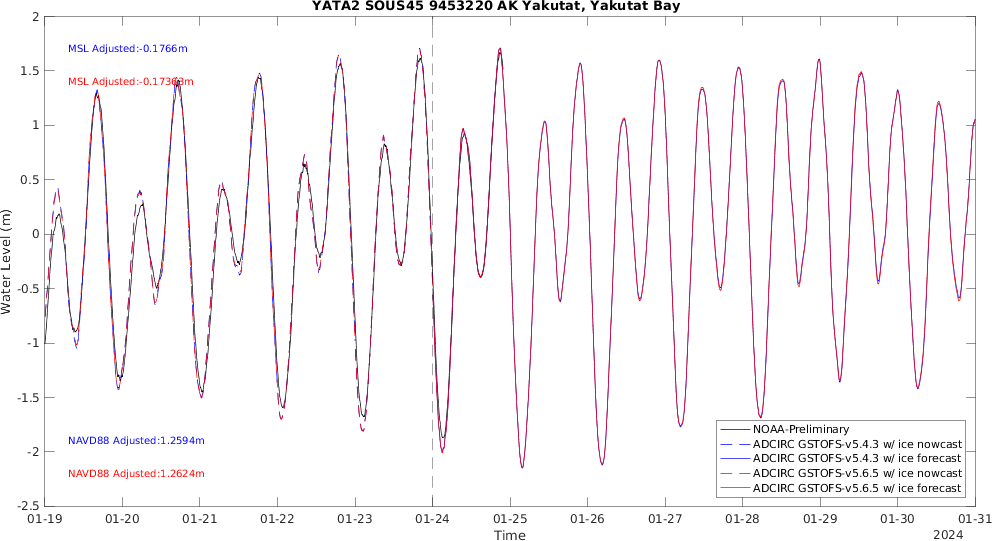 YATA2 SOUS45 9453220 AK Yakutat, Yakutat Bay
2
1.5
1
0.5
0
-0.5
-1
-1.5
-2
-2.5
Water Level (m)
MSL Adjusted:-0.1766m
MSL Adjusted:-0.17363m
NAVD88 Adjusted:1.2594m
NAVD88 Adjusted:1.2624m
NOAA-Preliminary
ADCIRC GSTOFS-v5.4.3 w/ ice nowcast
ADCIRC GSTOFS-v5.4.3 w/ ice forecast
ADCIRC GSTOFS-v5.6.5 w/ ice nowcast
ADCIRC GSTOFS-v5.6.5 w/ ice forecast
01-19 01-20 01-21 01-22 01-23 01-24 01-25 01-26 01-27 01-28 01-29 01-30 01-31
Time
2024